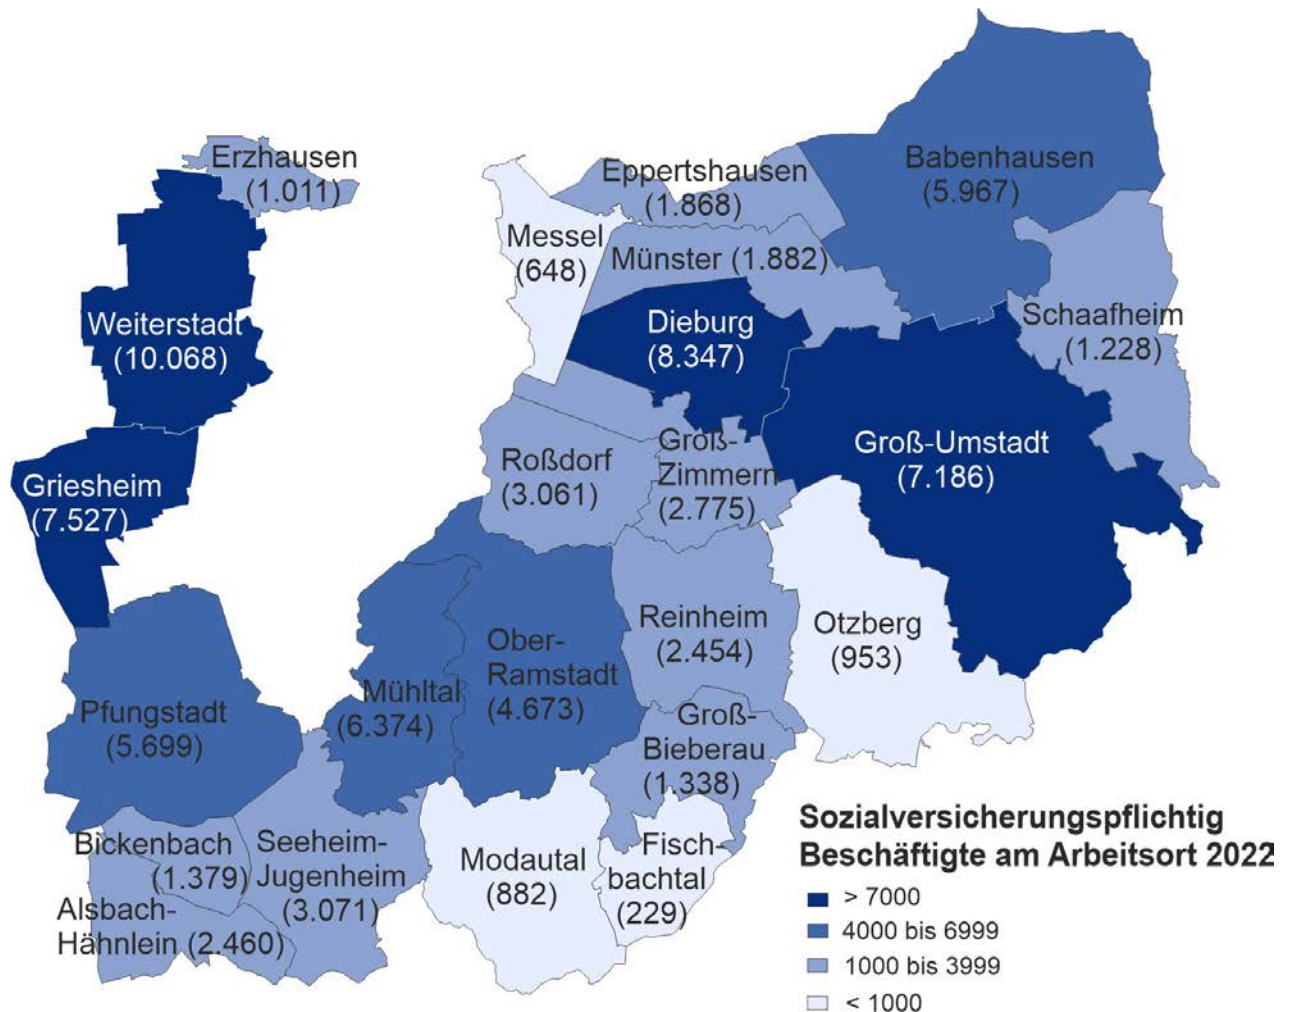 Erzhausen
(1.011)
Eppertshausen
(1.868)
Babenhausen
(5.967)
Messel
(648)
Münster (1.882)
Weiterstadt
(10.068)
Dieburg
(8.347)
Schaafheim
(1.228)
Griesheim
(7.527)
Roßdorf
(3.061)
Groß-
Zimmern
(2.775)
Groß-Umstadt
(7.186)
Pfungstadt
(5.699)
Mühltal
(6.374)
Ober-
Ramstadt
(4.673)
Reinheim
(2.454)
Otzberg
(953)
Groß-
Bieberau
(1.338)
Bickenbach
(1.379)
Seeheim-
Jugenheim
(3.071)
Alsbach-
Hähnlein (2.460)
Modautal
(882)
Fisch-
bachtal
(229)
Sozialversicherungspflichtig
Beschäftigte am Arbeitsort 2022
> 7000
4000 bis 6999
1000 bis 3999
< 1000